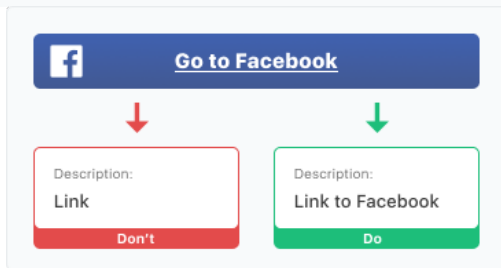 Go to Facebook
Description:
Link
Don't
Description:
Link to Facebook
Do